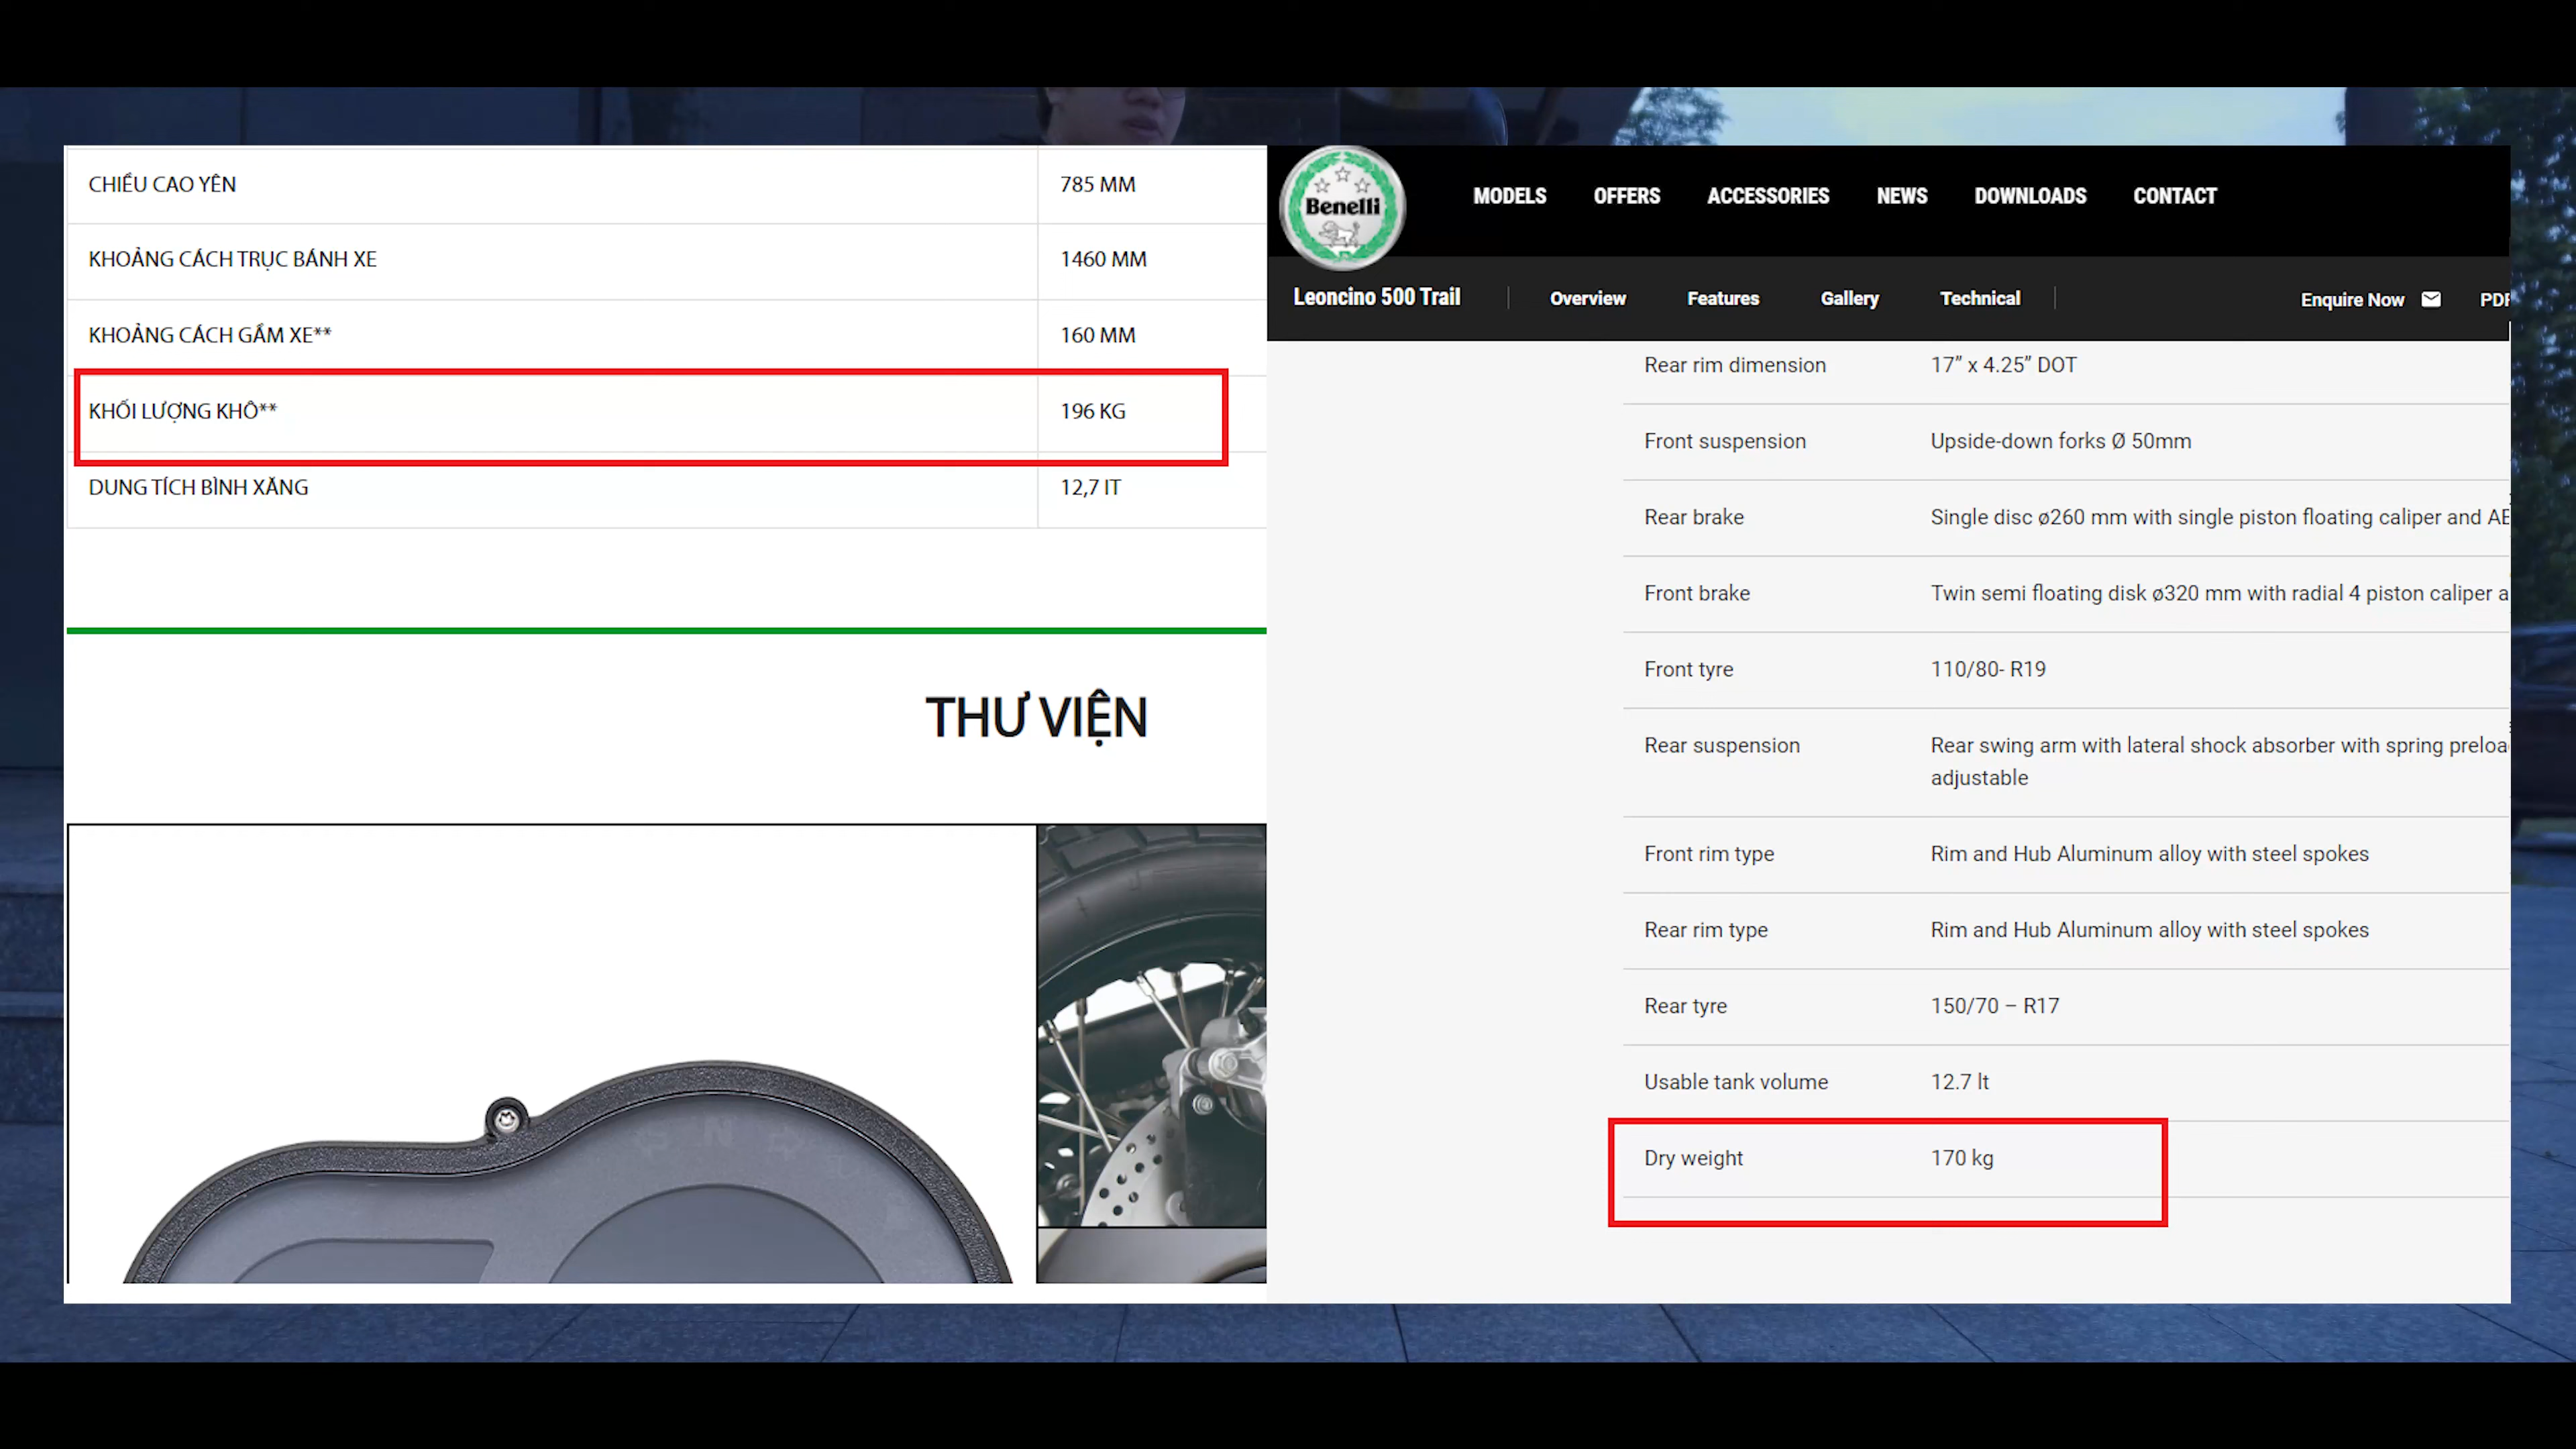 CHIỀU CAO YÊN 785 MM
KHOẢNG CÁCH TRỤC BÁNH XE 1460 MM
KHOẢNG CÁCH GẦM XE** 160 MM
KHỐI LƯỢNG KHÔ** 196 KG
DUNG TÍCH BÌNH XĂNG 12,7 IT
THƯ VIỆN
Benelli
MODELS OFFERS ACCESSORIES NEWS DOWNLOADS CONTACT
Leoncino 500 Trail Overview Features Gallery Technical Enquire Now PDF
Rear rim dimension 17” x 4.25” DOT
Front suspension Upside-down forks Ø 50mm
Rear brake Single disc ø260 mm with single piston floating caliper and
Front brake Twin semi floating disk ø320 mm with radial 4 piston caliper
Front tyre 110/80- R19
Rear suspension Rear swing arm with lateral shock absorber with spring
adjustable
Front rim type Rim and Hub Aluminum alloy with steel spokes
Rear rim type Rim and Hub Aluminum alloy with steel spokes
Rear tyre 150/70 – R17
Usable tank volume 12.7 lt
Dry weight 170 kg